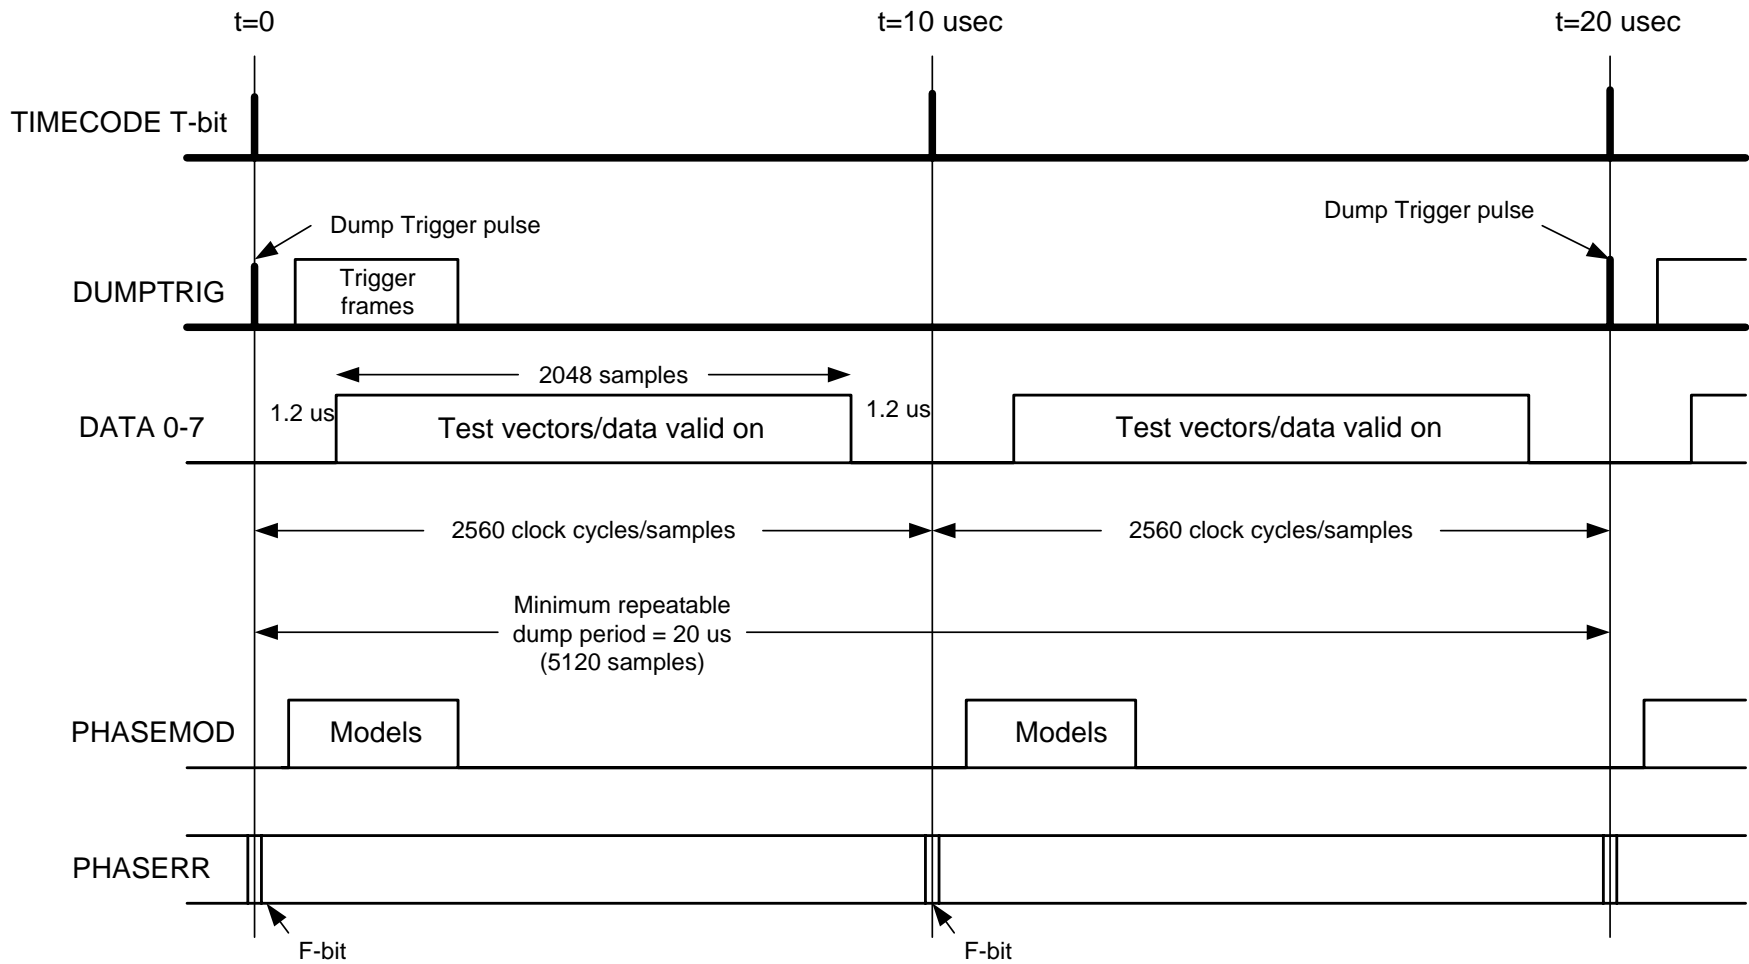 t=0
t=10 usec
t=20 usec
TIMECODE T-bit
Dump Trigger pulse
Dump Trigger pulse
DUMPTRIG
Trigger
frames
2048 samples
1.2 us
1.2 us
DATA 0-7
Test vectors/data valid on
Test vectors/data valid on
2560 clock cycles/samples
2560 clock cycles/samples
Minimum repeatable
dump period = 20 us
(5120 samples)
PHASEMOD
Models
Models
PHASERR
F-bit
F-bit